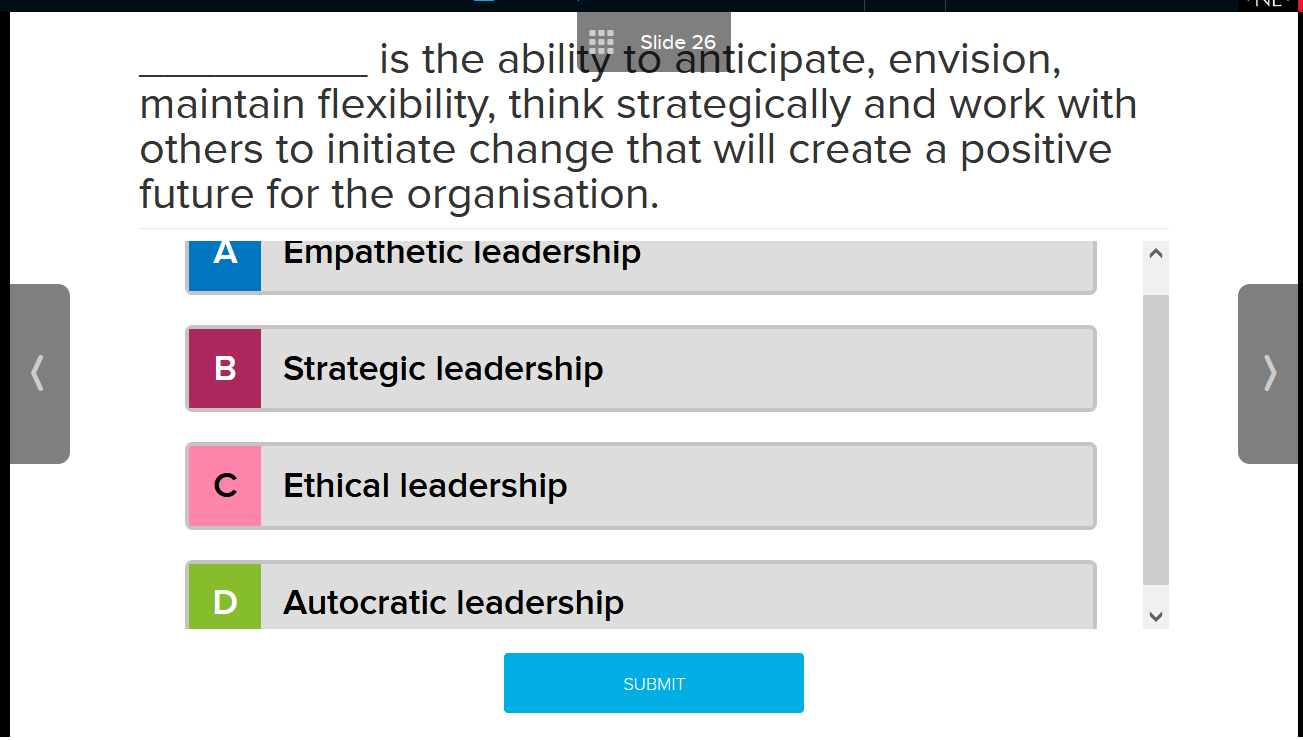 Slide 26
____________ is the ability to anticipate, envision,
maintain flexibility, think strategically and work with
others to initiate change that will create a positive
future for the organisation.
A Empathetic leadership
B Strategic leadership
C Ethical leadership
D Autocratic leadership
SUBMIT